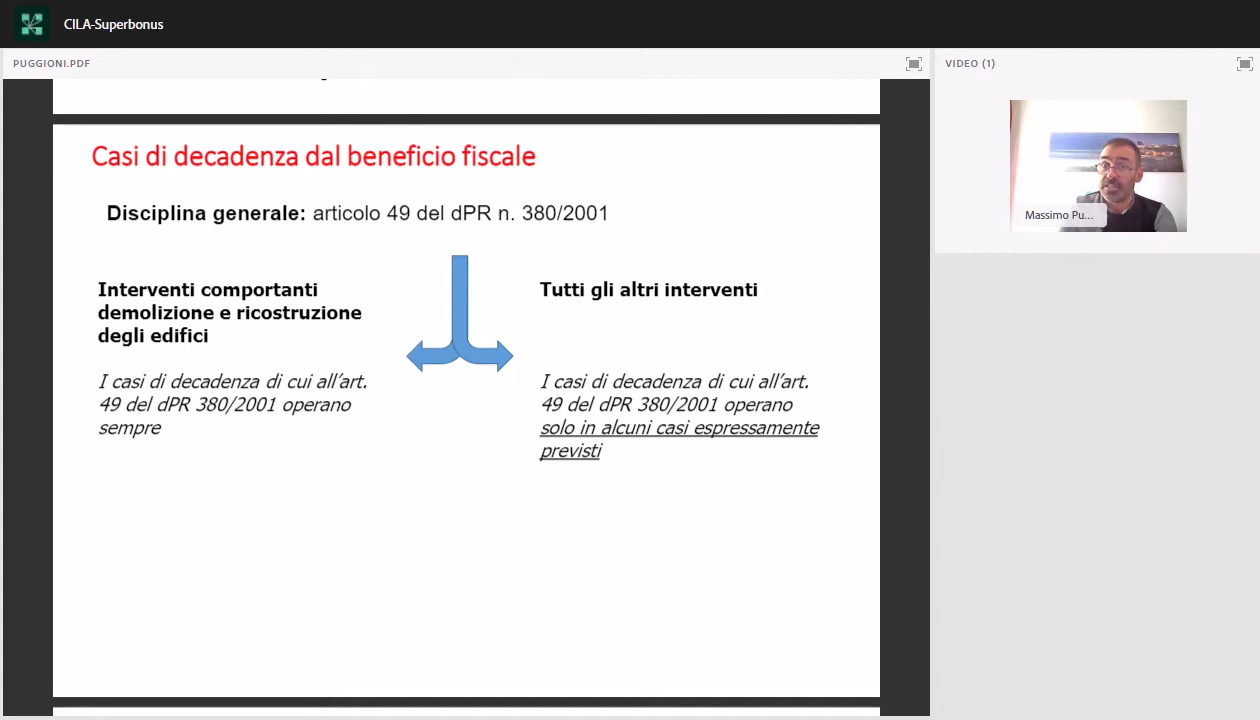 CILA-Superbonus
PUGGIONI.PDF
VIDEO (1)
Casi di decadenza dal beneficio fiscale
Disciplina generale: articolo 49 del dPR n. 380/2001
Interventi comportanti
demolizione e ricostruzione
degli edifici
I casi di decadenza di cui all'art.
49 del dPR 380/2001 operano
sempre
Tutti gli altri interventi
I casi di decadenza di cui all'art.
49 del dPR 380/2001 operano
solo in alcuni casi espressamente
previsti
Massimo Pu...